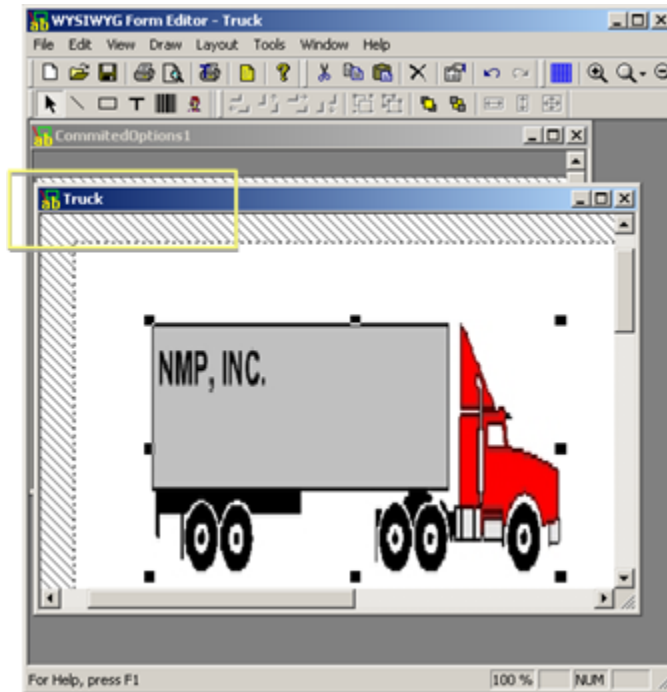 WYSIWYG Form Editor - Truck
File Edit View Draw Layout Tools Window Help
CommitedOptions1
Truck
NMP, INC.
For Help, press F1
100 %
NUM